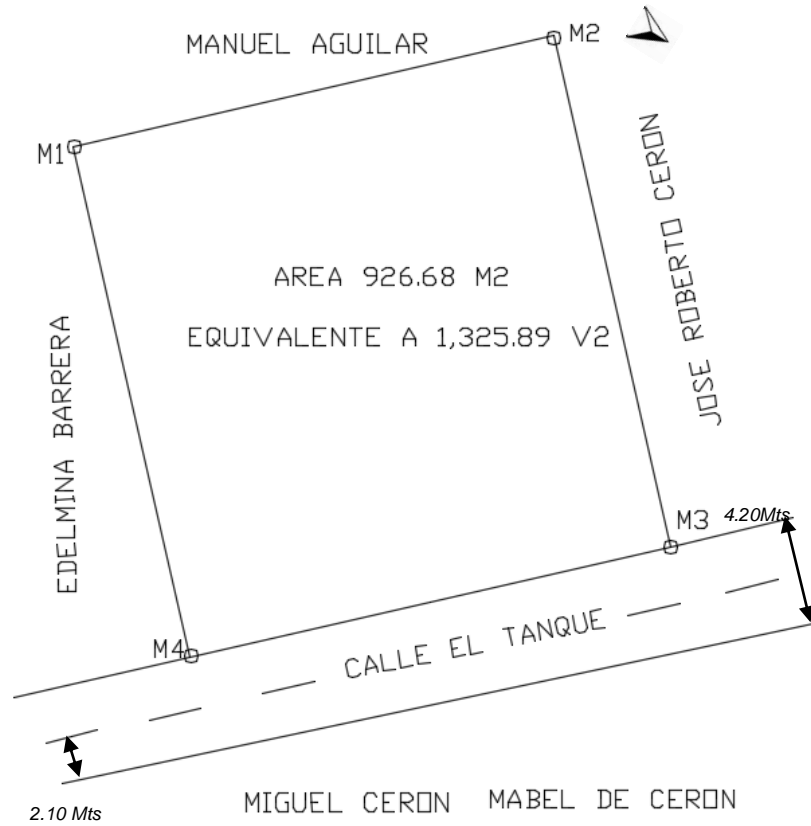 MANUEL AGUILAR
M2
M1
JOSE ROBERTO CERON
AREA 926.68 M2
EQUIVALENTE A 1,325.89 V2
EDELMINA BARRERA
M3
4.20Mts
M4
CALLE EL TANQUE
2.10 Mts
MIGUEL CERON MABEL DE CERON